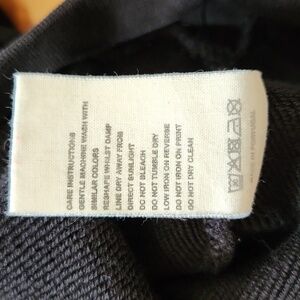 CARE INSTRUCTIONS
GENTLE MACHINE WASH WITH
SIMILAR COLORS
RESHAPE WHILST DAMP
LINE DRY AWAY FROM
DIRECT SUNLIGHT
DO NOT BLEACH
DO NOT TUMBLE DRY
LOW IRON ON REVERSE
DO NOT IRON ON PRINT
DO NOT DRY CLEAN